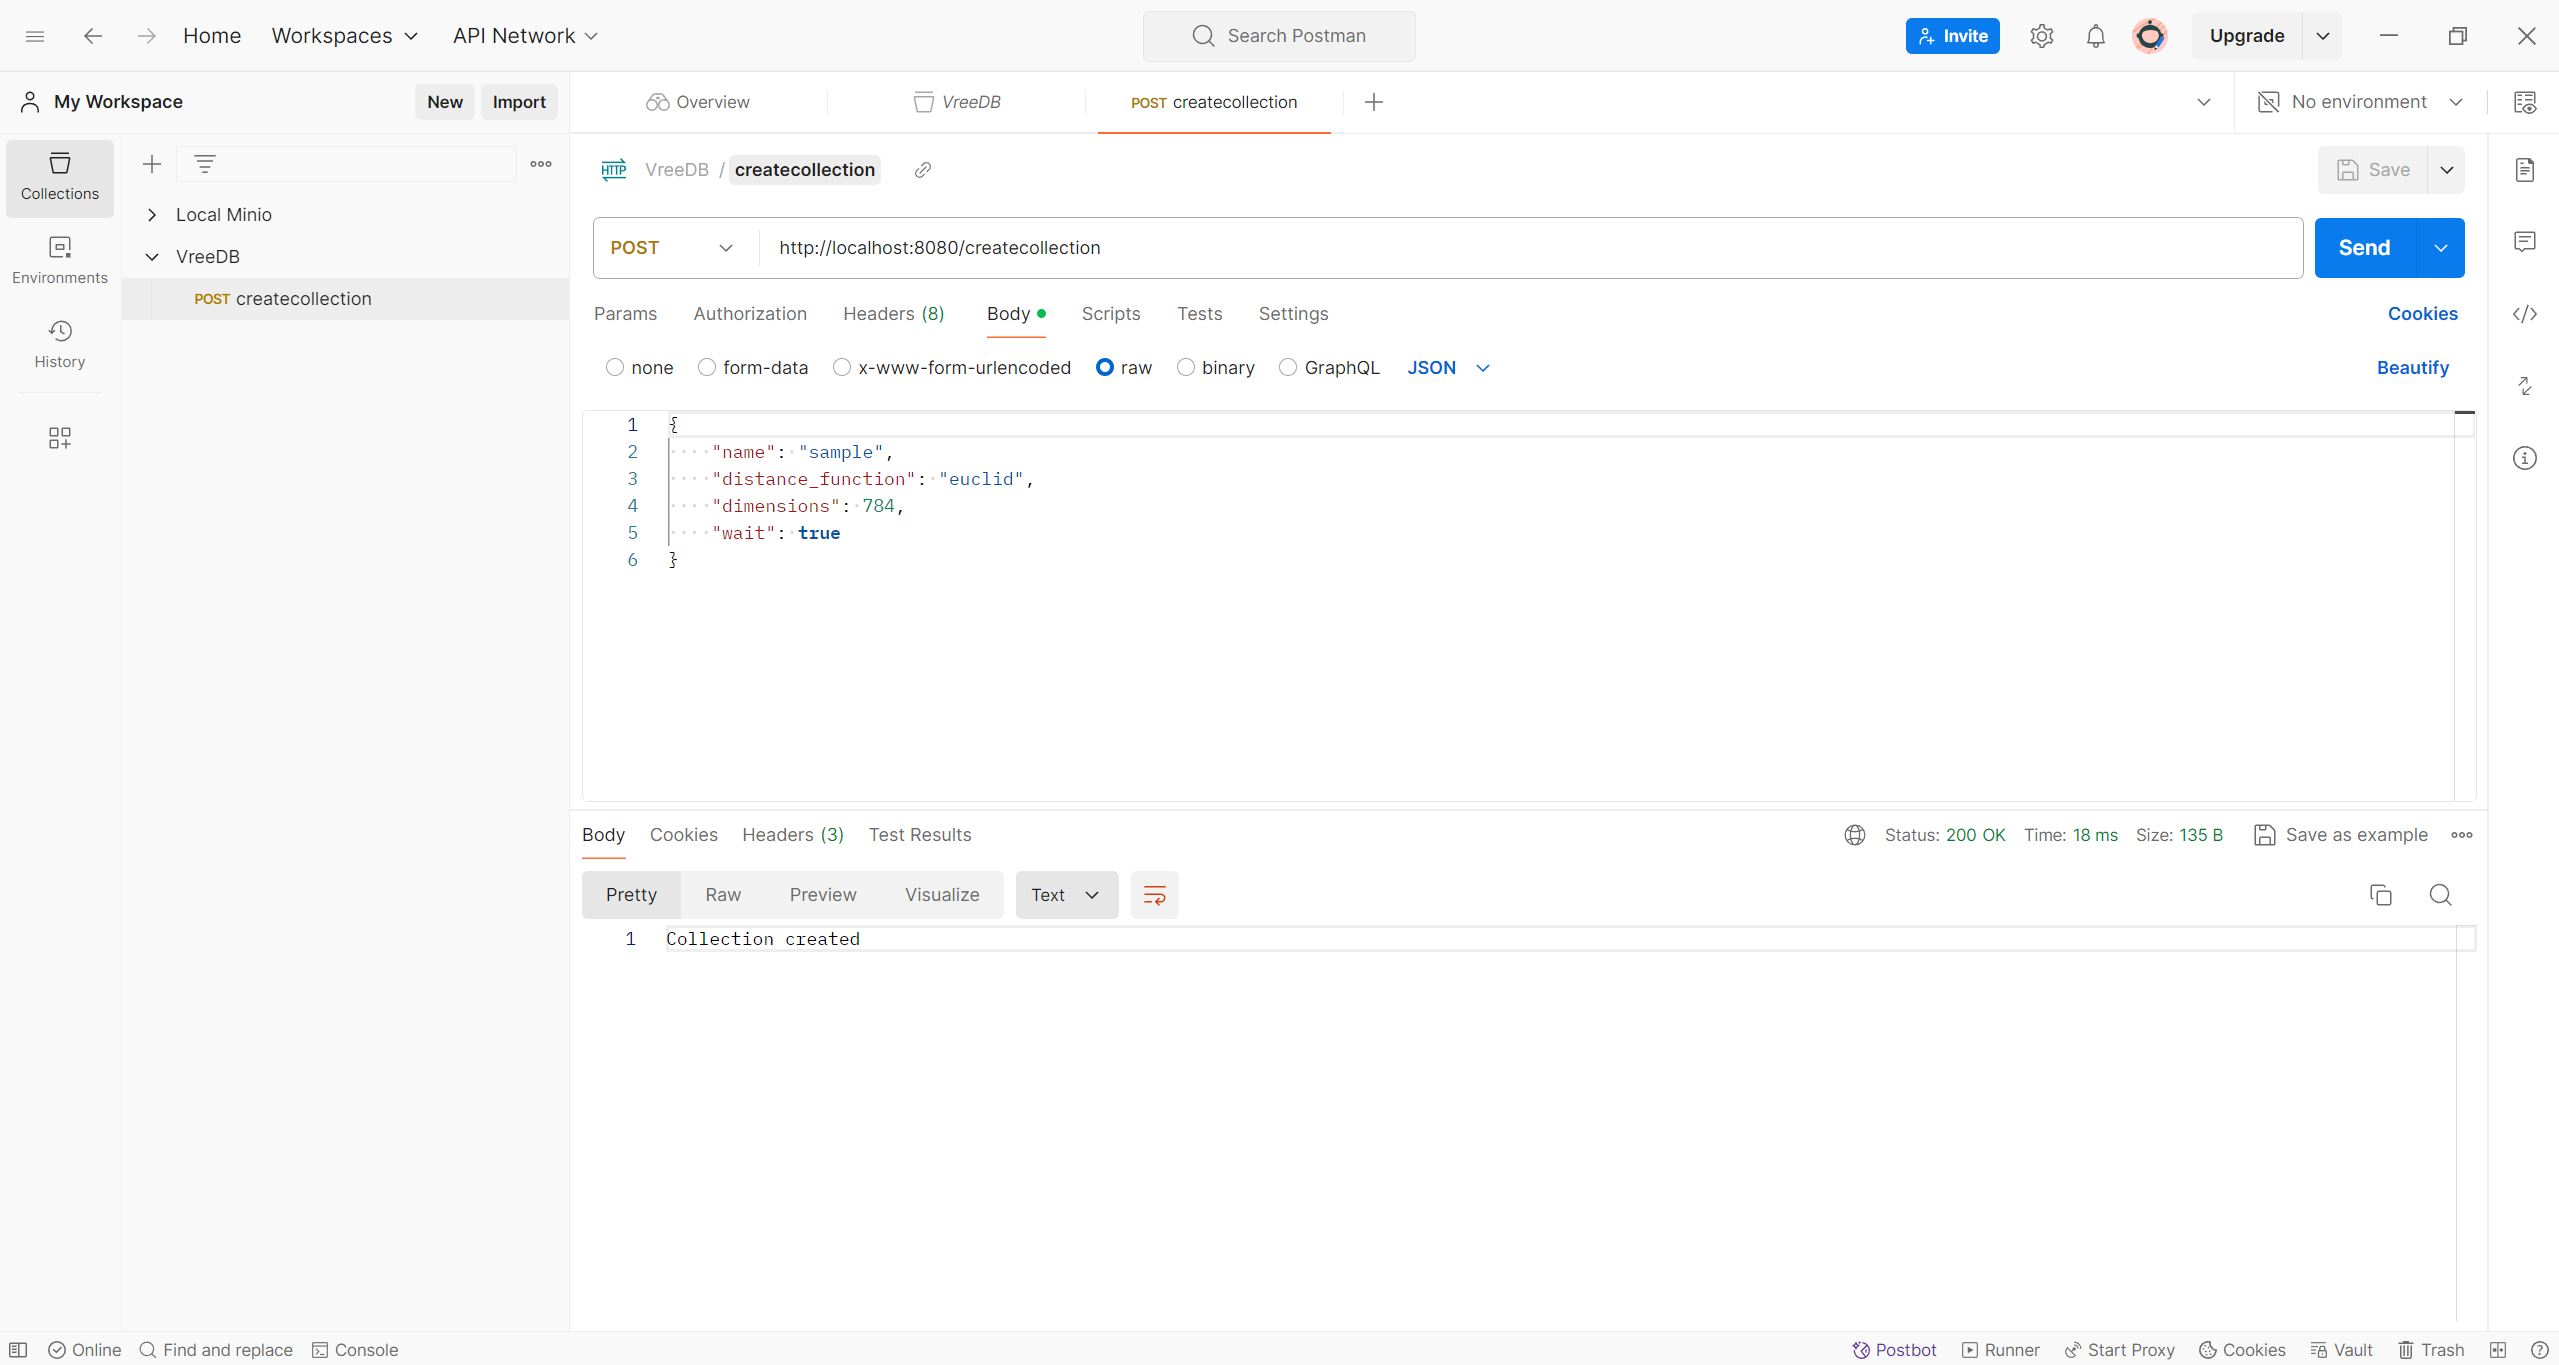 Home Workspaces API Network Search Postman Invite Upgrade
My Workspace New Import Overview VreeDB POST createcollection No environment
Collections
Environments
History
Local Minio
VreeDB
POST createcollection
HTTP VreeDB / createcollection Save
POST http://localhost:8080/createcollection Send
Params Authorization Headers (8) Body Scripts Tests Settings Cookies
none form-data x-www-form-urlencoded raw binary GraphQL JSON Beautify
1 {
2 "name": "sample",
3 "distance_function": "euclid",
4 "dimensions": 784,
5 "wait": true
6 }
Body Cookies Headers (3) Test Results Status: 200 OK Time: 18 ms Size: 135 B Save as example
Pretty Raw Preview Visualize Text
1 Collection created
Online Find and replace Console Postbot Runner Start Proxy Cookies Vault Trash